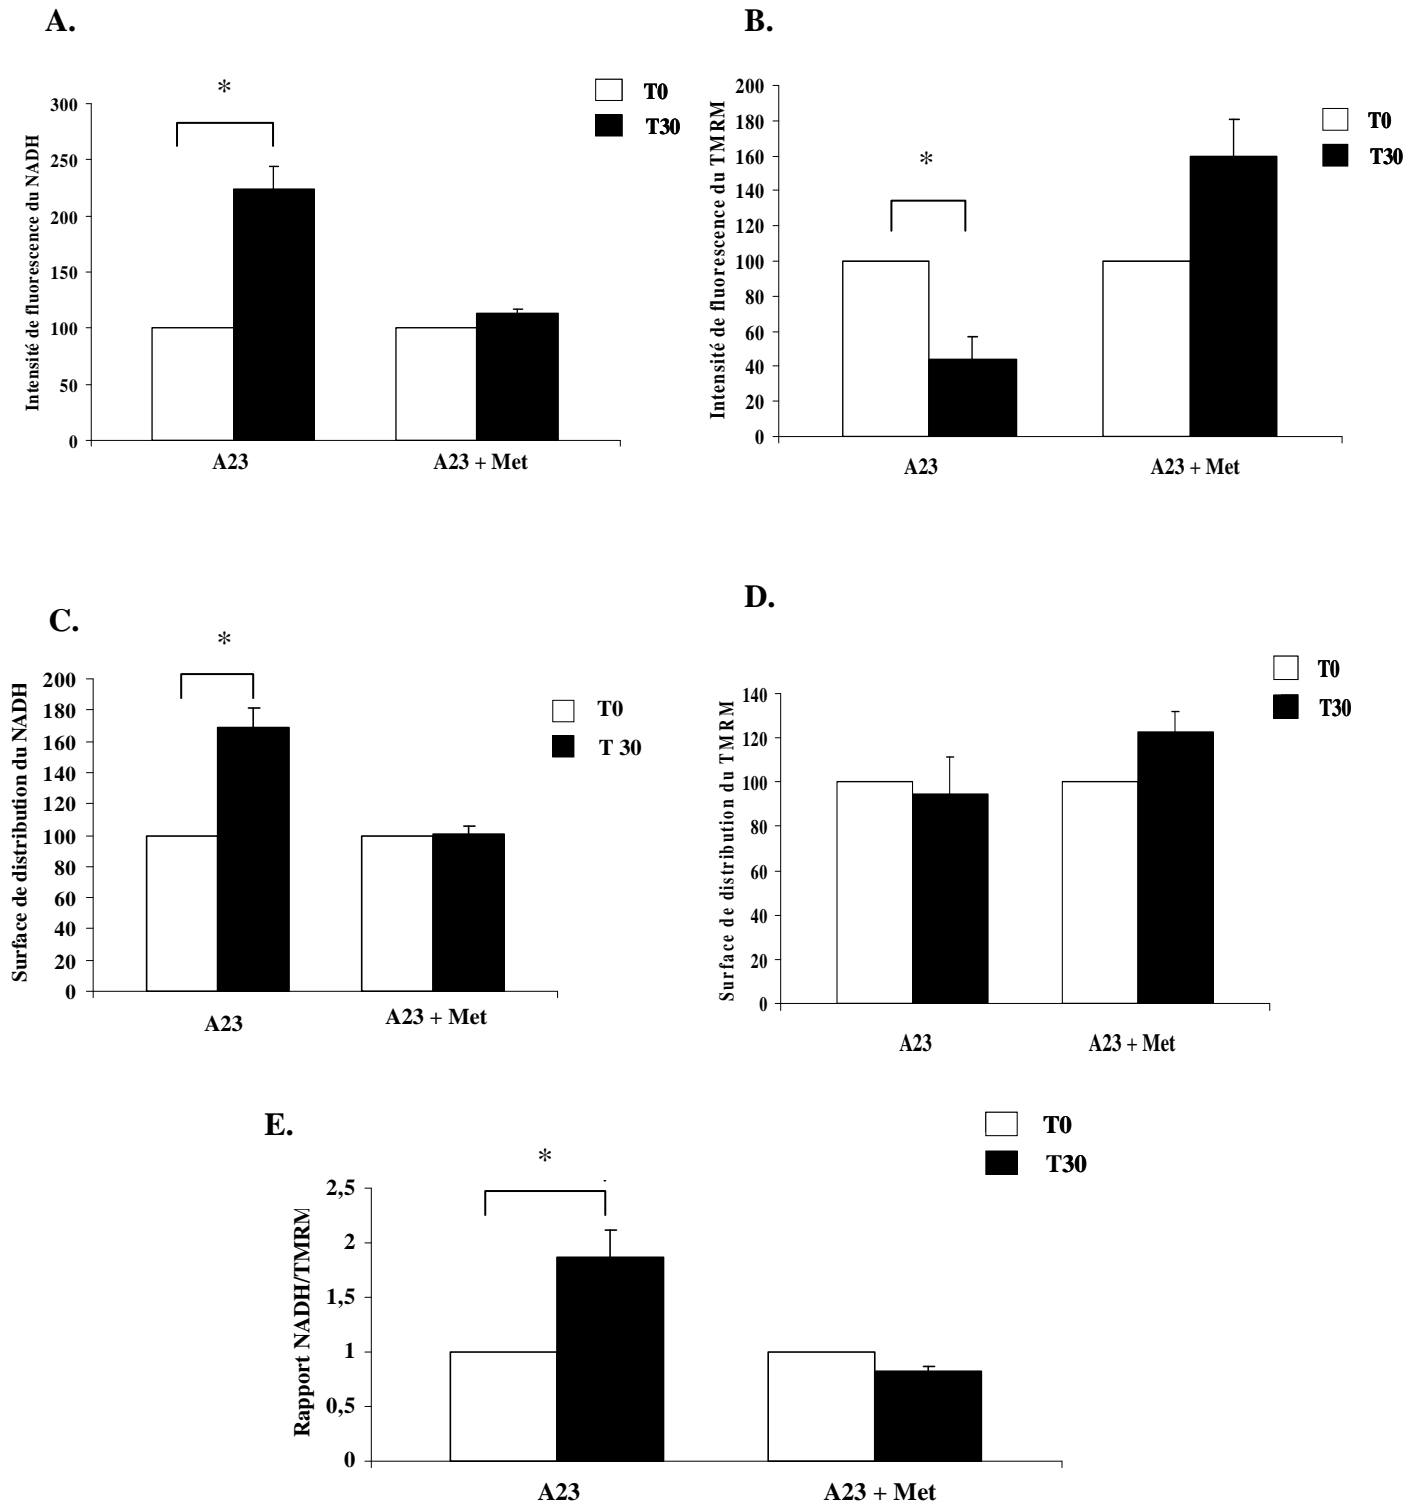 A.
*
T0
T30
Intensité de fluorescence du NADH
300
250
200
150
100
50
0
A23
A23 + Met
B.
*
T0
T30
Intensité de fluorescence du TMRM
200
180
160
140
120
100
80
60
40
20
0
A23
A23 + Met
C.
*
T0
T 30
Surface de distribution du NADH
200
180
160
140
120
100
80
60
40
20
0
A23
A23 + Met
D.
T0
T30
Surface de distribution du TMRM
140
120
100
80
60
40
20
0
A23
A23 + Met
E.
*
T0
T30
Rapport NADH/TMRM
2,5
2
1,5
1
0,5
0
A23
A23 + Met